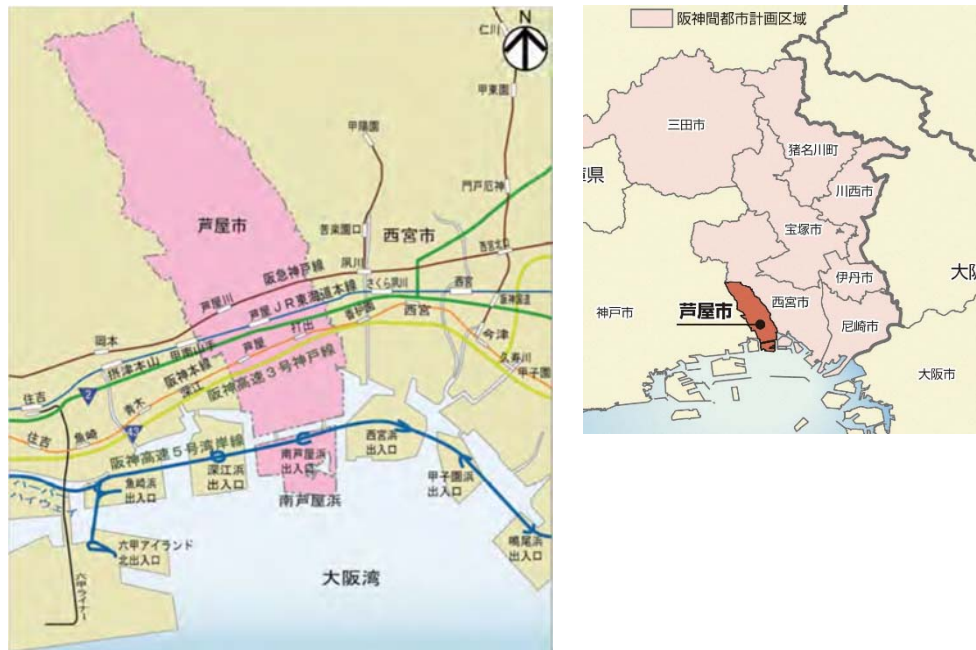 N
仁川
甲東園
甲陽園
門戸厄神
芦屋市
苦楽園口
西宮市
西宮北口
夙川
阪急神戸線
さくら夙川
西宮
芦屋川
芦屋
JR東海道本線
阪神国道
香櫨園
西宮
打出
今津
岡本
甲南山手
摂津本山
芦屋
久寿川
阪神本線
阪神高速3号神戸線
甲子園
深江
住吉
2
青木
43
魚崎
住吉
阪神高速5号湾岸線
南芦屋浜
出入口
西宮浜
出入口
深江浜
出入口
甲子園浜
出入口
ハーバー
ハイウェイ
魚崎浜
出入口
南芦屋浜
鳴尾浜
出入口
六甲アイランド
北出入口
大阪湾
六甲ライナー
阪神間都市計画区域
三田市
猪名川町
県
川西市
宝塚市
伊丹市
大阪
西宮市
神戸市
芦屋市
尼崎市
大阪市